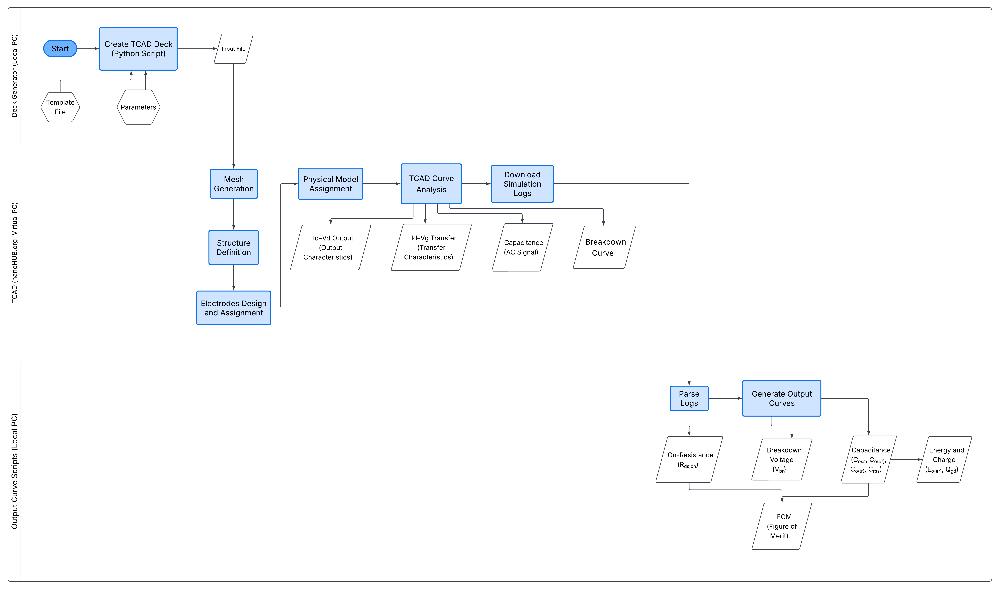 Deck Generator (Local PC)
Start
Create TCAD Deck
(Python Script)
Input File
Template
File
Parameters
TCAD (nanoHUB.org  Virtual PC)
Mesh
Generation
Structure
Definition
Electrodes Design
and Assignment
Physical Model
Assignment
TCAD Curve
Analysis
Download
Simulation
Logs
Id–Vd Output
(Output
Characteristics)
Id–Vg Transfer
(Transfer
Characteristics)
Capacitance
(AC Signal)
Breakdown
Curve
Output Curve Scripts (Local PC)
Parse
Logs
Generate Output
Curves
On-Resistance
(Rds,on)
Breakdown
Voltage
(Vbr)
Capacitance
(Coss, Co(er),
Co(tr), Crss)
Energy and
Charge
(Eo(er), Qgd)
FOM
(Figure of
Merit)